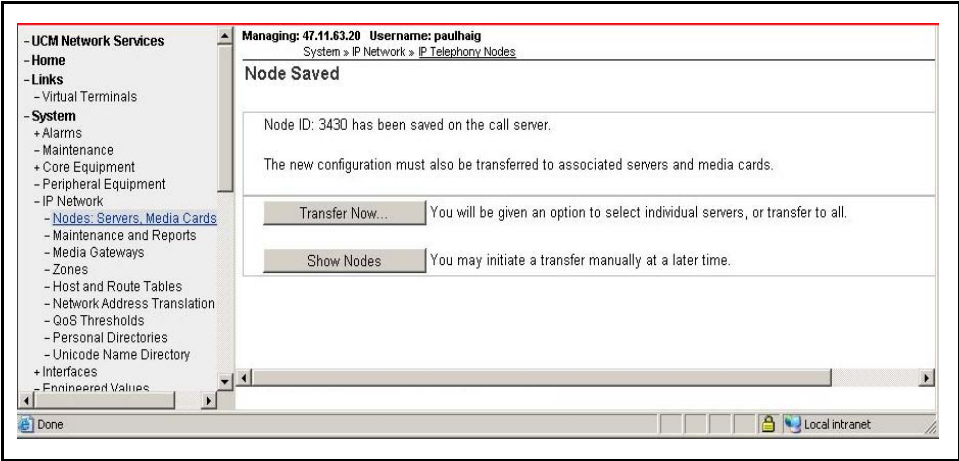 - UCM Network Services
- Home
- Links
- Virtual Terminals
- System
+ Alarms
- Maintenance
+ Core Equipment
- Peripheral Equipment
- IP Network
- Nodes: Servers, Media Cards
- Maintenance and Reports
- Media Gateways
- Zones
- Host and Route Tables
- Network Address Translation
- QoS Thresholds
- Personal Directories
- Unicode Name Directory
+ Interfaces
- Engineered Values
Managing: 47.11.63.20 Username: paulhaig
System » IP Network » IP Telephony Nodes
Node Saved
Node ID: 3430 has been saved on the call server.
The new configuration must also be transferred to associated servers and media cards.
Transfer Now... You will be given an option to select individual servers, or transfer to all.
Show Nodes You may initiate a transfer manually at a later time.
Done Local intranet